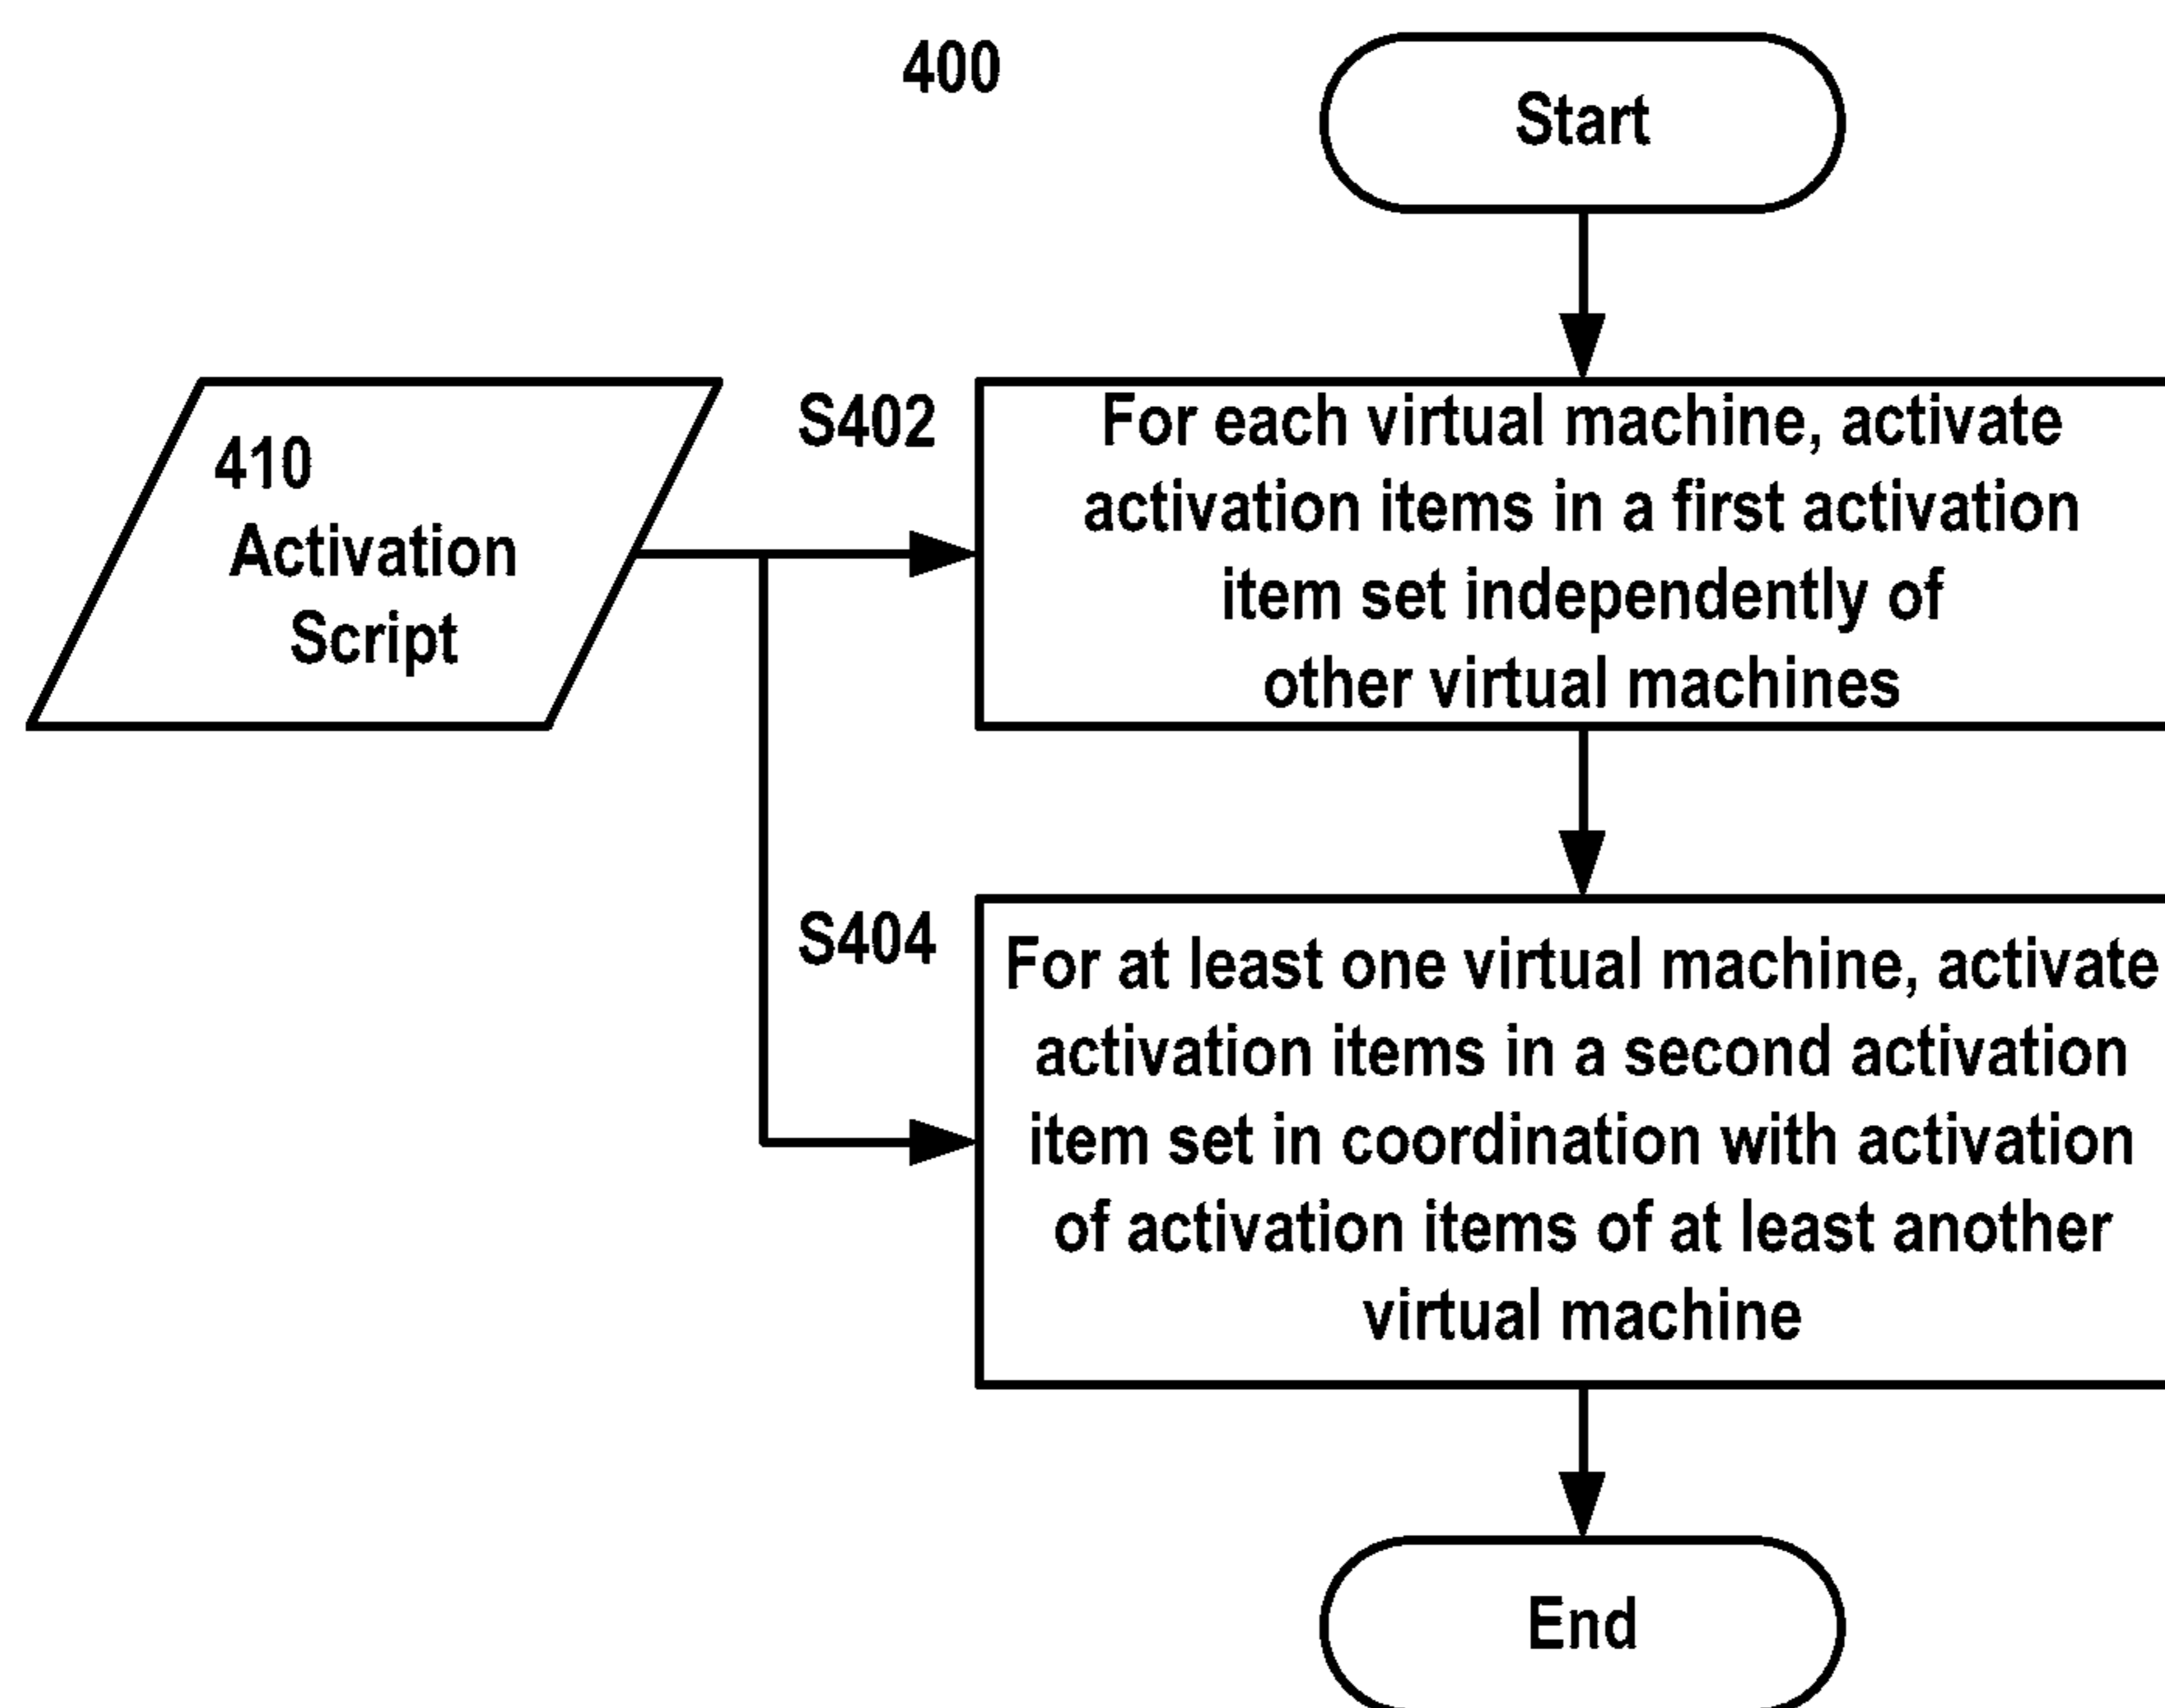 400
Start
410
Activation
Script
S402
For each virtual machine, activate
activation items in a first activation
item set independently of
other virtual machines
S404
For at least one virtual machine, activate
activation items in a second activation
item set in coordination with activation
of activation items of at least another
virtual machine
End